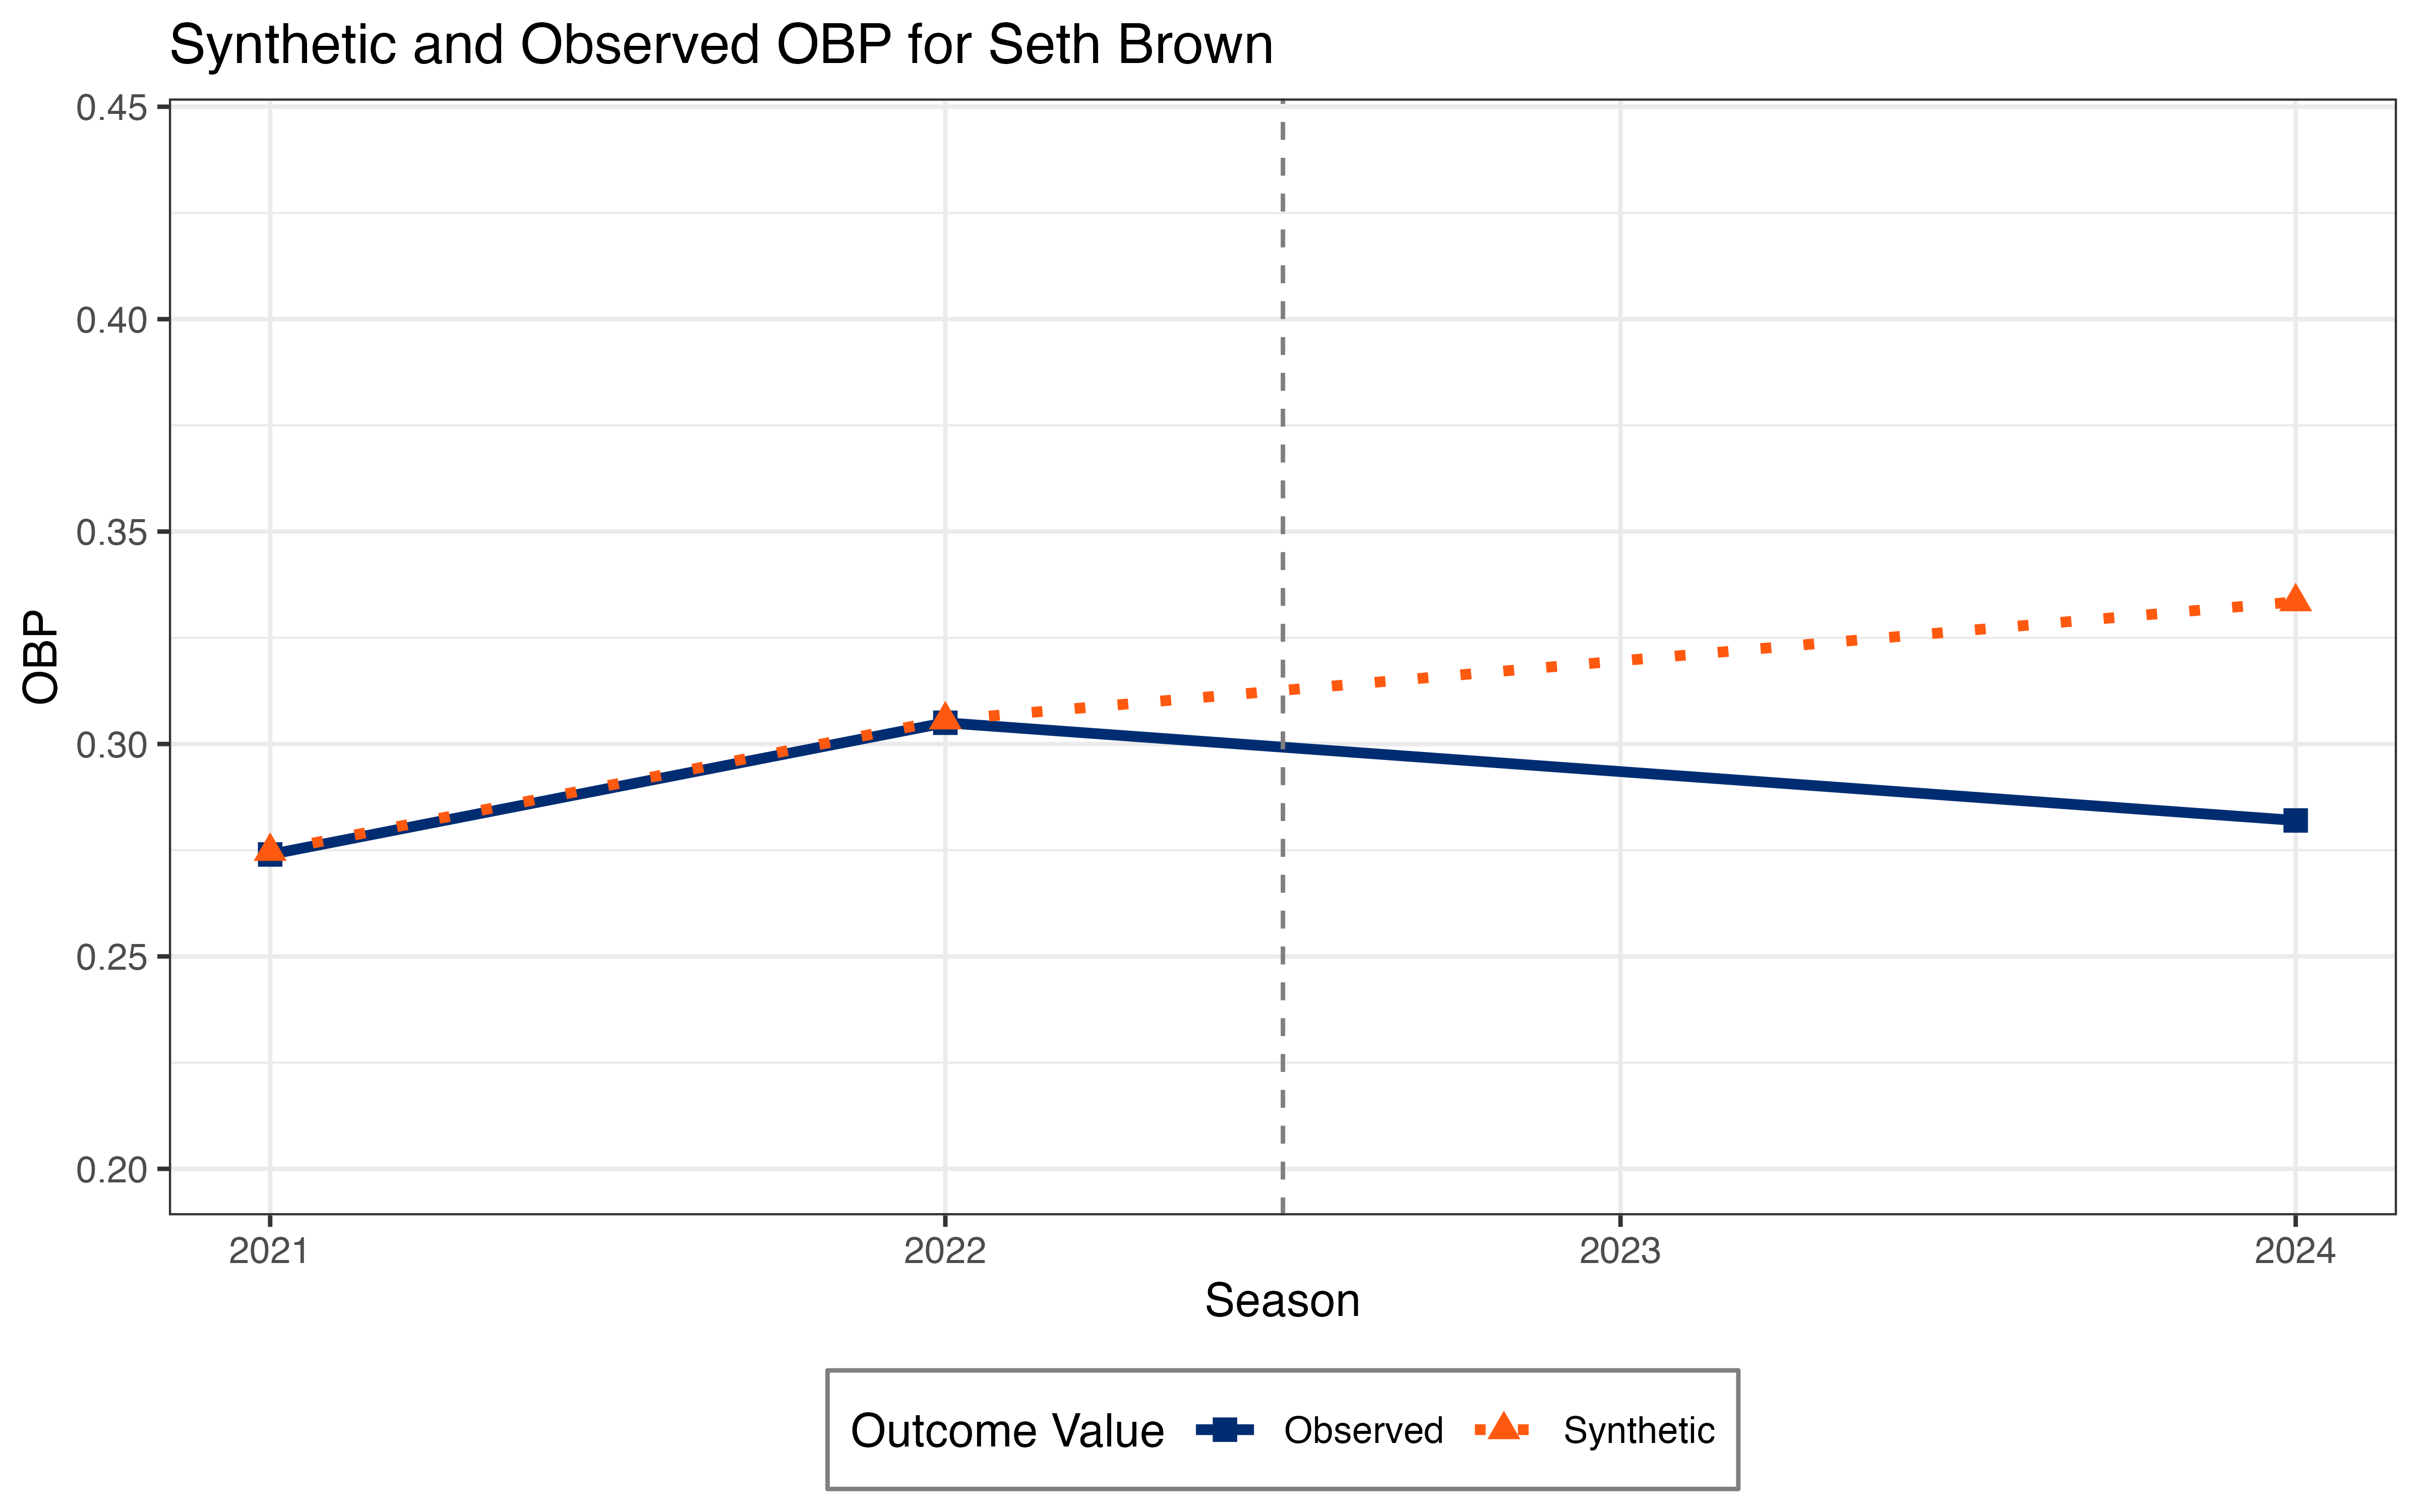 Synthetic and Observed OBP for Seth Brown
0.45
0.40
0.35
0.30
0.25
0.20
OBP
2021 2022 2023 2024
Season
Outcome Value Observed Synthetic